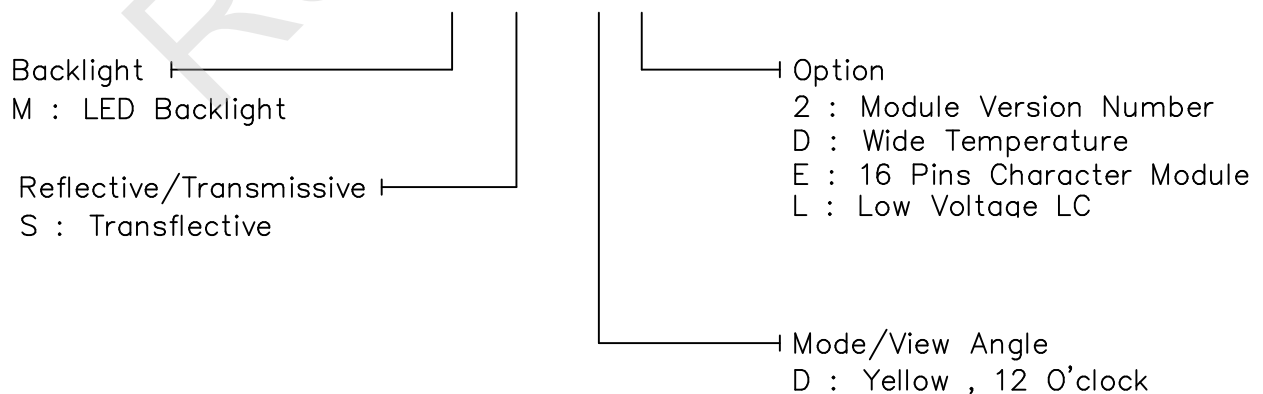 Backlight
M : LED Backlight
Reflective/Transmissive
S : Transflective
Option
2 : Module Version Number
D : Wide Temperature
E : 16 Pins Character Module
L : Low Voltage LC
Mode/View Angle
D : Yellow , 12 O'clock